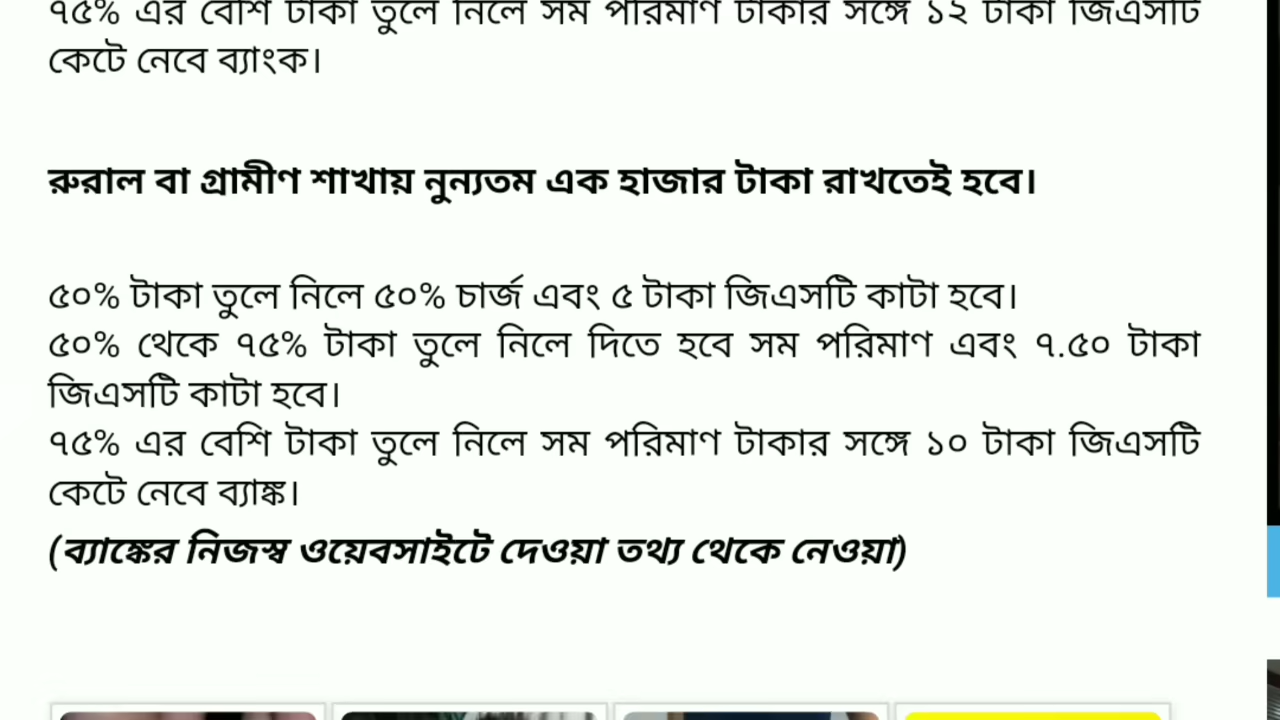 ৭৫% এর বেশি টাকা তুলে নিলে সম পরিমাণ টাকার সঙ্গে ১২ টাকা জিএসটি
কেটে নেবে ব্যাংক।
রুরাল বা গ্রামীণ শাখায় নুন্যতম এক হাজার টাকা রাখতেই হবে।
৫০% টাকা তুলে নিলে ৫০% চার্জ এবং ৫ টাকা জিএসটি কাটা হবে।
৫০% থেকে ৭৫% টাকা তুলে নিলে দিতে হবে সম পরিমাণ এবং ৭.৫০ টাকা
জিএসটি কাটা হবে।
৭৫% এর বেশি টাকা তুলে নিলে সম পরিমাণ টাকার সঙ্গে ১০ টাকা জিএসটি
কেটে নেবে ব্যাঙ্ক।
(ব্যাঙ্কের নিজস্ব ওয়েবসাইটে দেওয়া তথ্য থেকে নেওয়া)